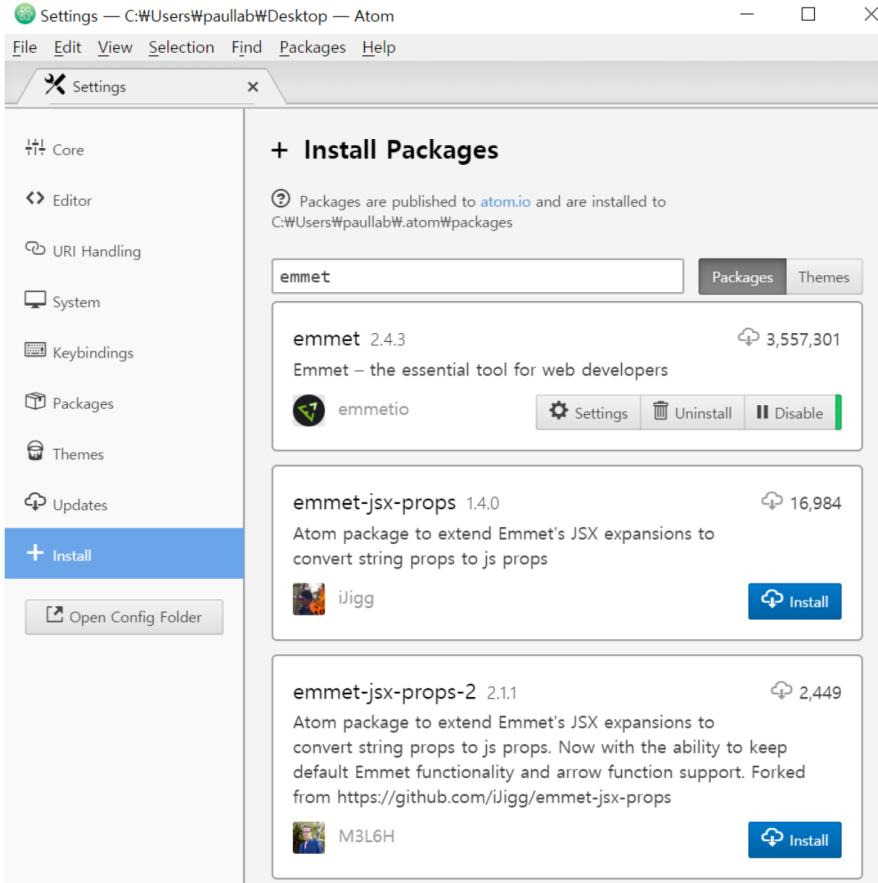 Settings — C:₩Users₩paullab₩Desktop — Atom
File Edit View Selection Find Packages Help
Settings
Core
Editor
URI Handling
System
Keybindings
Packages
Themes
Updates
Install
Open Config Folder
Install Packages
Packages are published to atom.io and are installed to
C:₩Users₩paullab₩.atom₩packages
emmet
Packages Themes
emmet 2.4.3 3,557,301
Emmet – the essential tool for web developers
emmetio Settings Uninstall Disable
emmet-jsx-props 1.4.0 16,984
Atom package to extend Emmet's JSX expansions to
convert string props to js props
iJigg Install
emmet-jsx-props-2 2.1.1 2,449
Atom package to extend Emmet's JSX expansions to
convert string props to js props. Now with the ability to keep
default Emmet functionality and arrow function support. Forked
from https://github.com/iJigg/emmet-jsx-props
M3L6H Install